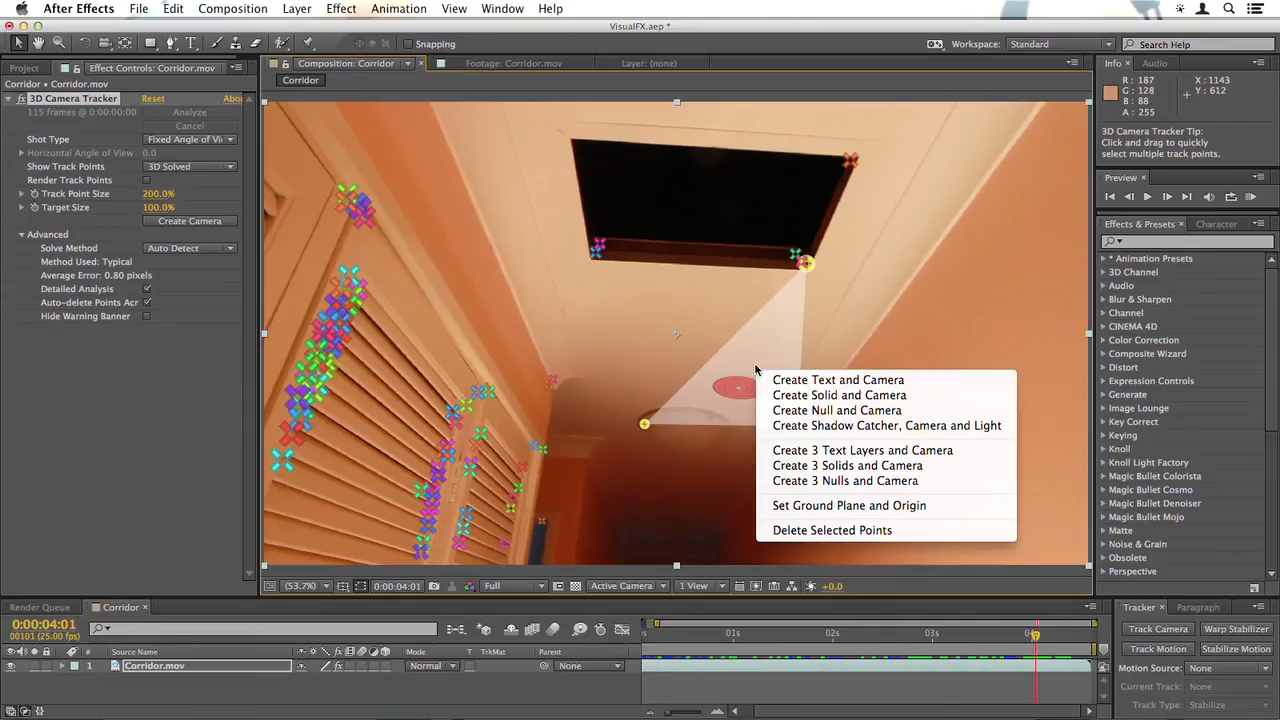 After Effects File Edit Composition Layer Effect Animation View Window Help
VisualFX.aep *
Snapping
Workspace: Standard
Search Help
Project Effect Controls: Corridor.mov
Composition: Corridor Footage: Corridor.mov Layer: (none)
Info Audio
Corridor • Corridor.mov
Corridor
3D Camera Tracker Reset Abou
115 frames @ 0:00:00:00 Analyze
Cancel
Shot Type Fixed Angle of Vi
Horizontal Angle of View 0.0
Show Track Points 3D Solved
Render Track Points
Track Point Size 200.0%
Target Size 100.0%
Create Camera
Advanced
Solve Method Auto Detect
Method Used: Typical
Average Error: 0.80 pixels
Detailed Analysis
Auto-delete Points Acr
Hide Warning Banner
Create Text and Camera
Create Solid and Camera
Create Null and Camera
Create Shadow Catcher, Camera and Light
Create 3 Text Layers and Camera
Create 3 Solids and Camera
Create 3 Nulls and Camera
Set Ground Plane and Origin
Delete Selected Points
R : 187 X : 1143
G : 128 Y : 612
B : 88
A : 255
3D Camera Tracker Tip:
Click and drag to quickly
select multiple track points.
Preview
Effects & Presets Character
* Animation Presets
3D Channel
Audio
Blur & Sharpen
Channel
CINEMA 4D
Color Correction
Composite Wizard
Distort
Expression Controls
Generate
Image Lounge
Key Correct
Keying
Knoll
Knoll Light Factory
Magic Bullet Colorista
Magic Bullet Cosmo
Magic Bullet Denoiser
Magic Bullet Mojo
Matte
Noise & Grain
Obsolete
Perspective
(53.7%) 0:00:04:01 Full Active Camera 1 View +0.0
Render Queue Corridor
0:00:04:01
00101 (25.00 fps)
# Source Name Mode T TrkMat Parent
1 Corridor.mov Normal None
01s 02s 03s
Tracker Paragraph
Track Camera Warp Stabilizer
Track Motion Stabilize Motion
Motion Source: None
Current Track: None
Track Type: Stabilize